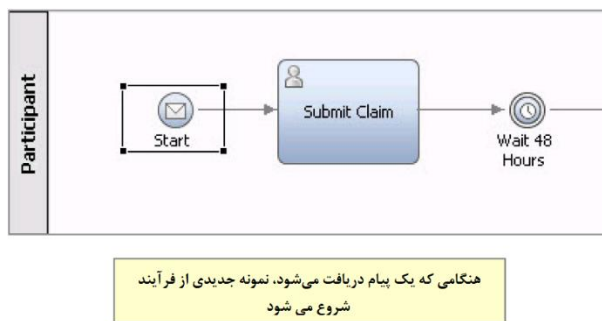 Participant
Start
Submit Claim
Wait 48
Hours
هنگامی که یک پیام دریافت می‌شود، نمونه جدیدی از فرآیند
شروع می شود